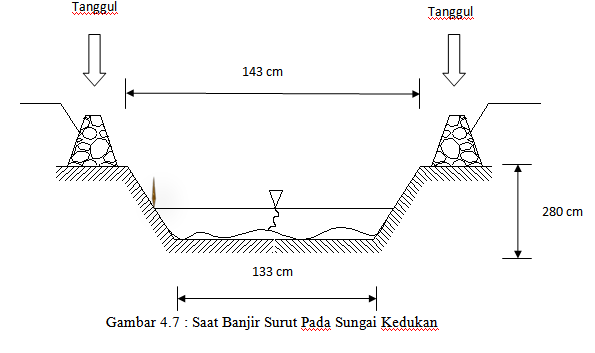 Tanggul
Tanggul
143 cm
280 cm
133 cm
Gambar 4.7 : Saat Banjir Surut Pada Sungai Kedukan